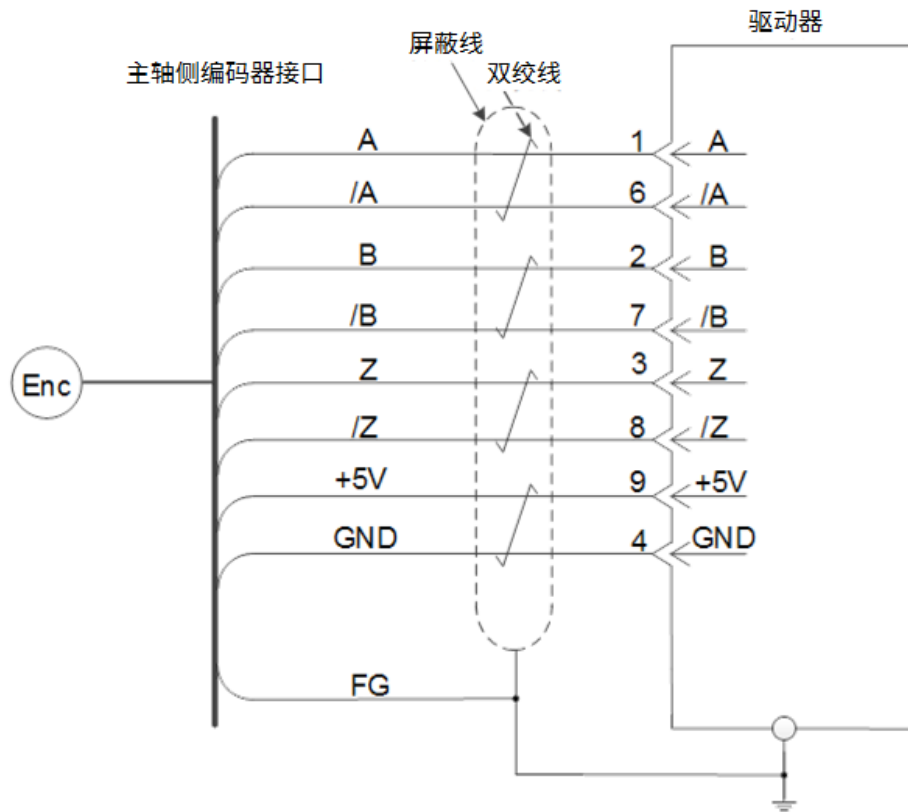 驱动器
屏蔽线
主轴侧编码器接口
双绞线
A 1 A
/A 6 /A
B 2 B
/B 7 /B
Z 3 Z
Enc
/Z 8 /Z
+5V 9 +5V
GND 4 GND
FG